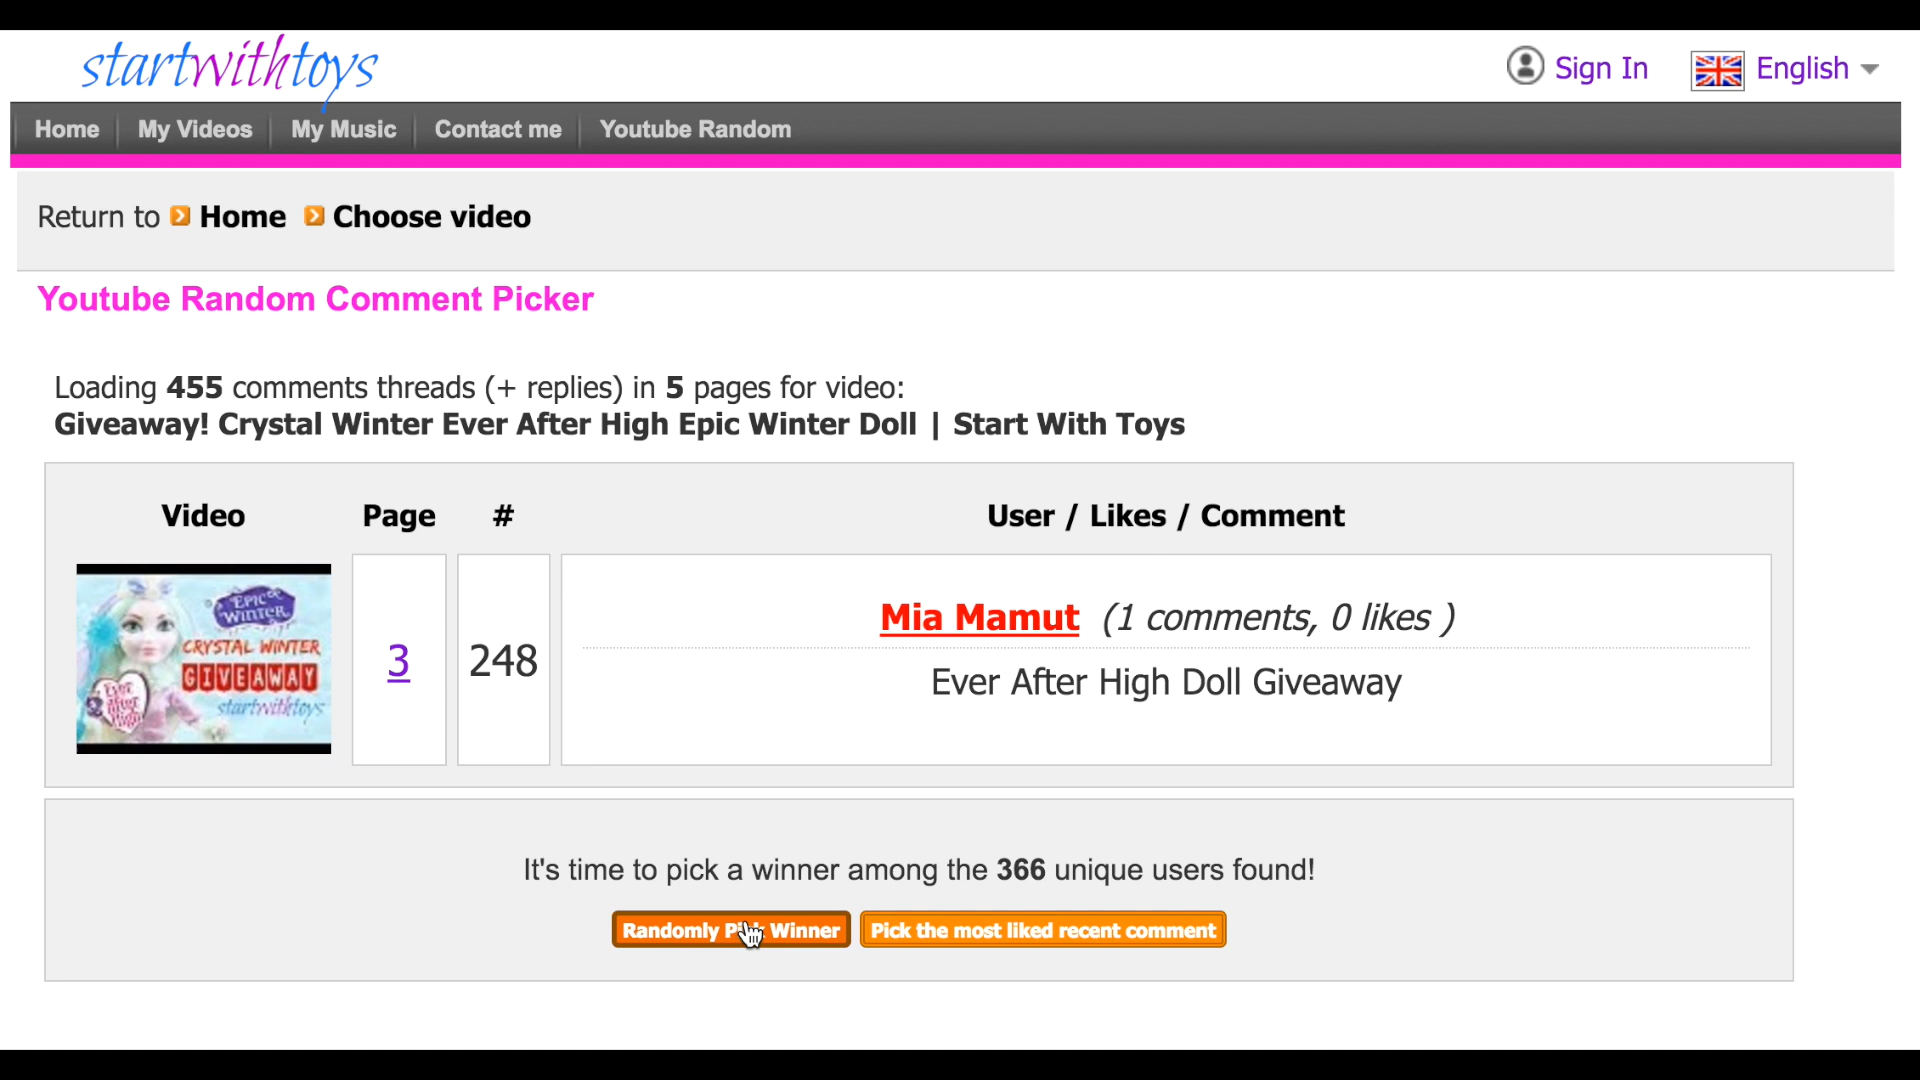 startwithtoys
Sign In
English
Home
My Videos
My Music
Contact me
Youtube Random
Return to Home Choose video
Youtube Random Comment Picker
Loading 455 comments threads (+ replies) in 5 pages for video:
Giveaway! Crystal Winter Ever After High Epic Winter Doll | Start With Toys
Video
Page
#
User / Likes / Comment
EPIC
WINTER
CRYSTAL WINTER
GIVEAWAY
Ever
After
High
startwithtoys
3
248
Mia Mamut (1 comments, 0 likes )
Ever After High Doll Giveaway
It's time to pick a winner among the 366 unique users found!
Randomly Pick Winner
Pick the most liked recent comment